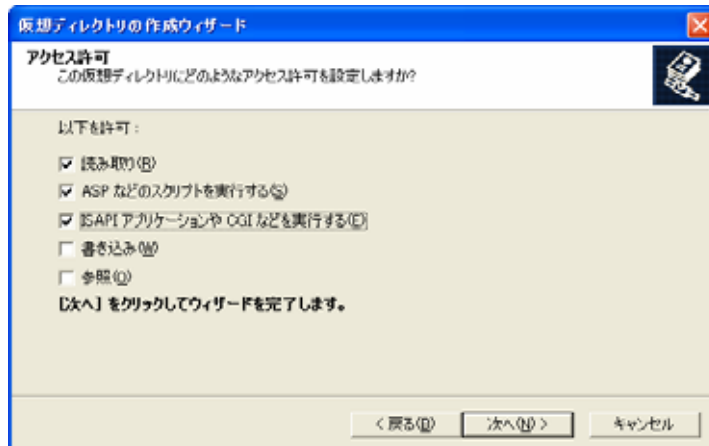 仮想ディレクトリの作成ウィザード
アクセス許可
この仮想ディレクトリにどのようなアクセス許可を設定しますか?
以下を許可:
読み取り(R)
ASP などのスクリプトを実行する(S)
ISAPI アプリケーションや CGI などを実行する(E)
書き込み(W)
参照(O)
[次へ] をクリックしてウィザードを完了します。
< 戻る(B) 次へ(N) > キャンセル